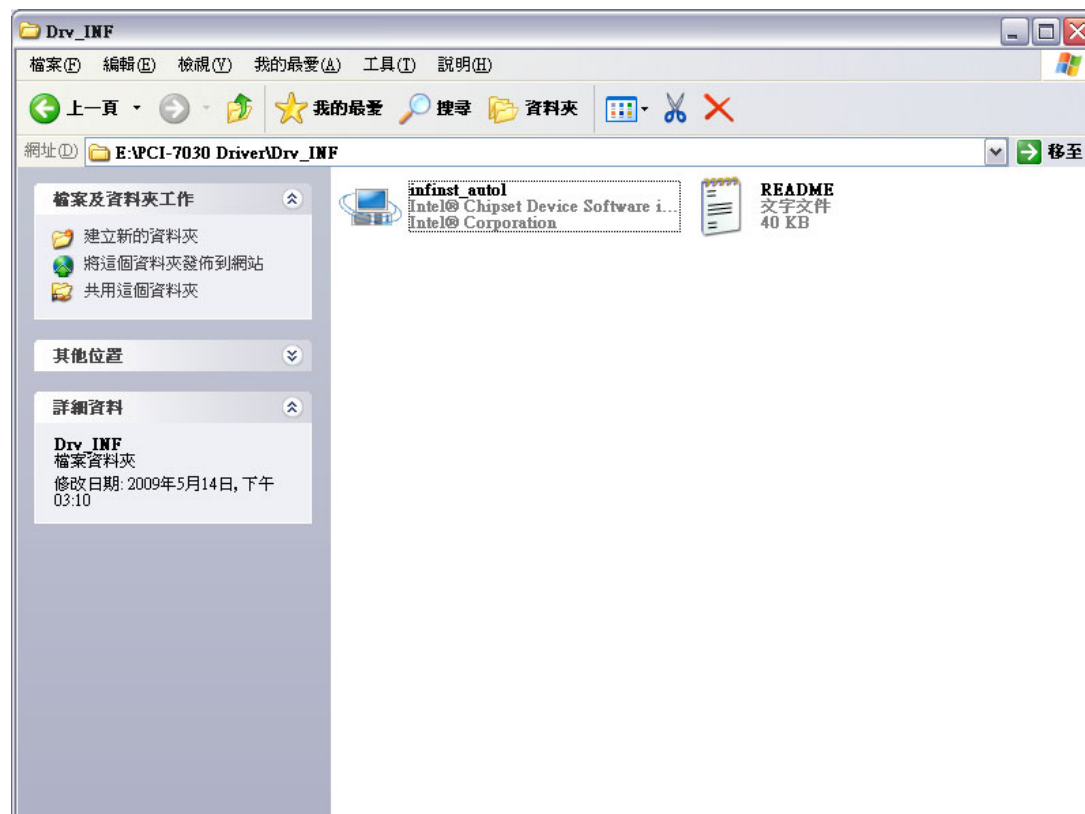 Drv_INF
檔案(F) 編輯(E) 檢視(V) 我的最愛(A) 工具(T) 說明(H)
上一頁 我的最愛 搜尋 資料夾
網址(D) E:\PCI-7030 Driver\Drv_INF 移至
檔案及資料夾工作
建立新的資料夾
將這個資料夾發佈到網站
共用這個資料夾
其他位置
詳細資料
Drv_INF
檔案資料夾
修改日期: 2009年5月14日, 下午
03:10
infinst_autol
Intel® Chipset Device Software i...
Intel® Corporation
README
文字文件
40 KB